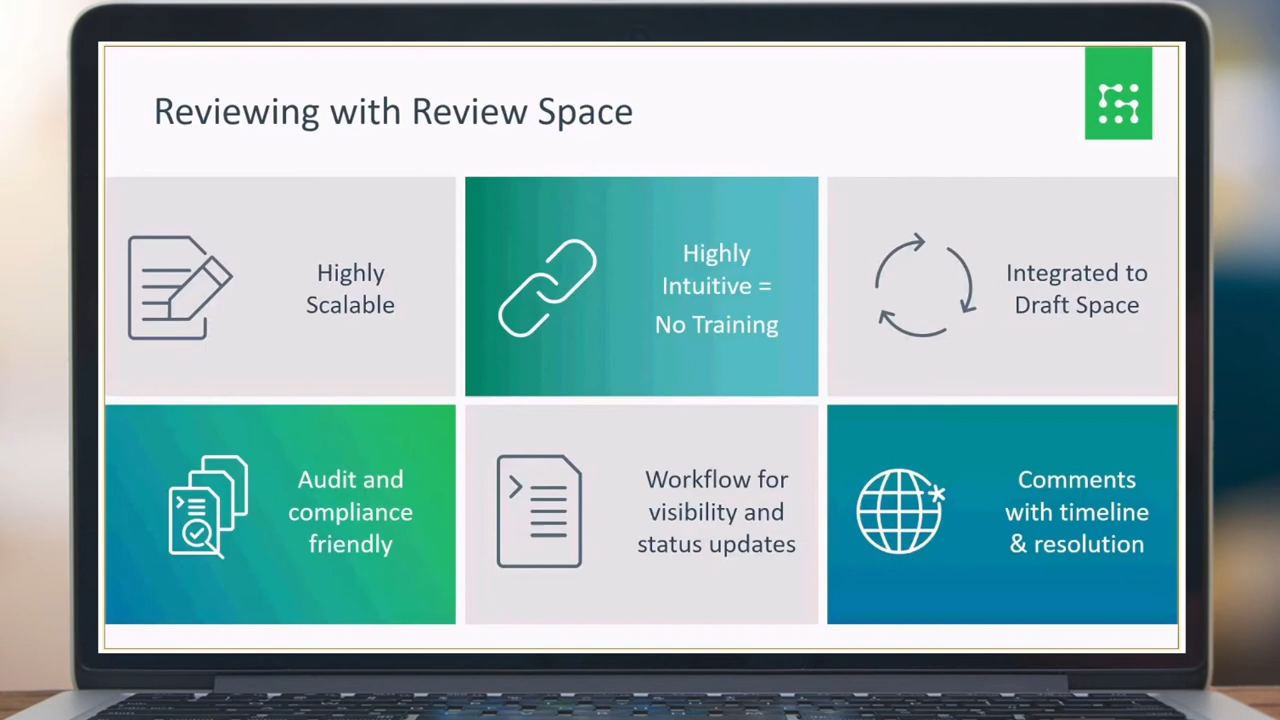 Reviewing with Review Space
Highly
Scalable
Highly
Intuitive =
No Training
Integrated to
Draft Space
Audit and
compliance
friendly
Workflow for
visibility and
status updates
Comments
with timeline
& resolution